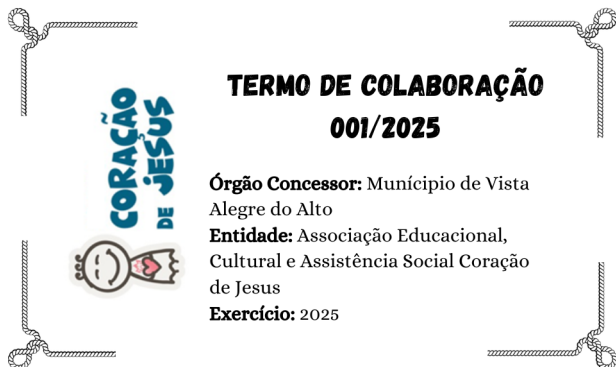 CORAÇÃO
DE JESUS
TERMO DE COLABORAÇÃO
001/2025
Órgão Concessor: Munícipio de Vista
Alegre do Alto
Entidade: Associação Educacional,
Cultural e Assistência Social Coração
de Jesus
Exercício: 2025